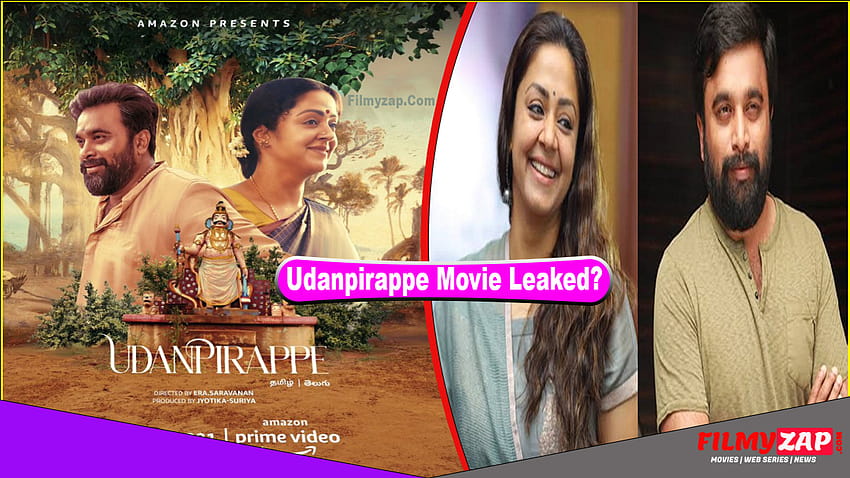 AMAZON PRESENTS
Filmyzap.Com
Udanpirappe Movie Leaked?
UDANPIRAPPE
தமிழ் | తెలుగు
DIRECTED BY ERA.SARAVANAN
PRODUCED BY JYOTIKA-SURIYA
amazon
prime video
FILMYZAP.COM
MOVIES | WEB SERIES | NEWS